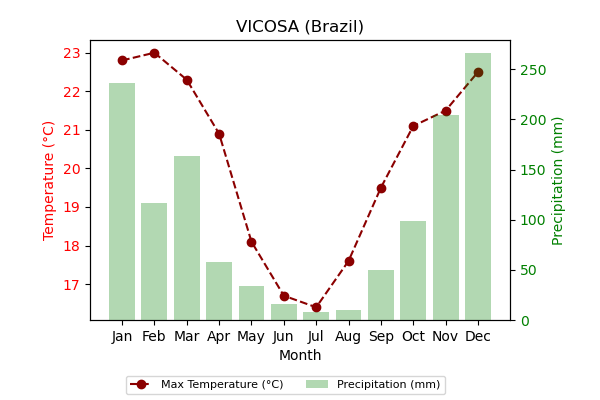 VICOSA (Brazil)
Temperature (°C)
23
22
21
20
19
18
17
250
200
150
100
50
0
Precipitation (mm)
Jan Feb Mar Apr May Jun Jul Aug Sep Oct Nov Dec
Month
Max Temperature (°C) Precipitation (mm)